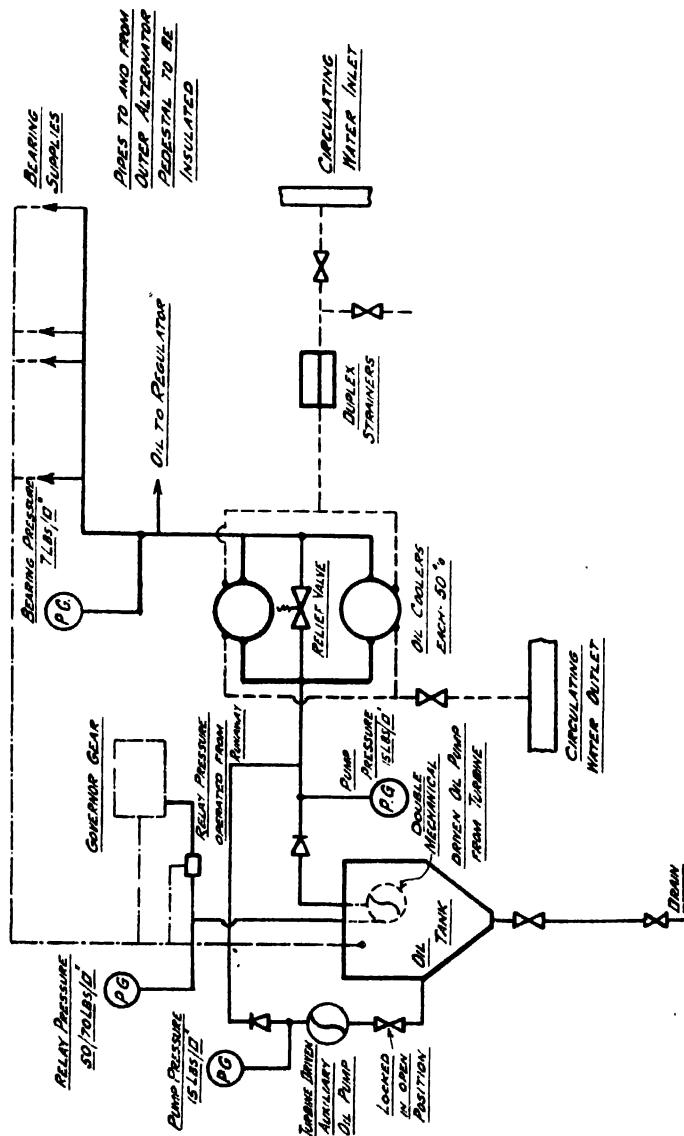 RELAY PRESSURE
50/70 LBS/□"
PG
PUMP PRESSURE
15 LBS/□"
PG
TURBINE DRIVEN
AUXILIARY
OIL PUMP
LOCKED
IN OPEN
POSITION
GOVERNOR GEAR
RELAY PRESSURE
OPERATED FROM
RUNAWAY
OIL
TANK
DRAIN
PUMP
PRESSURE
15 LBS/□"
P.G
DOUBLE
MECHANICAL
DRIVEN OIL PUMP
FROM TURBINE
BEARING PRESSURE
7 LBS/□"
P.G.
RELIEF VALVE
OIL COOLERS
EACH · 50%
CIRCULATING
WATER OUTLET
BEARING
SUPPLIES
OIL TO REGULATOR
DUPLEX
STRAINERS
PIPES TO AND FROM
OUTER ALTERNATOR
PEDESTAL TO BE
INSULATED
CIRCULATING
WATER INLET